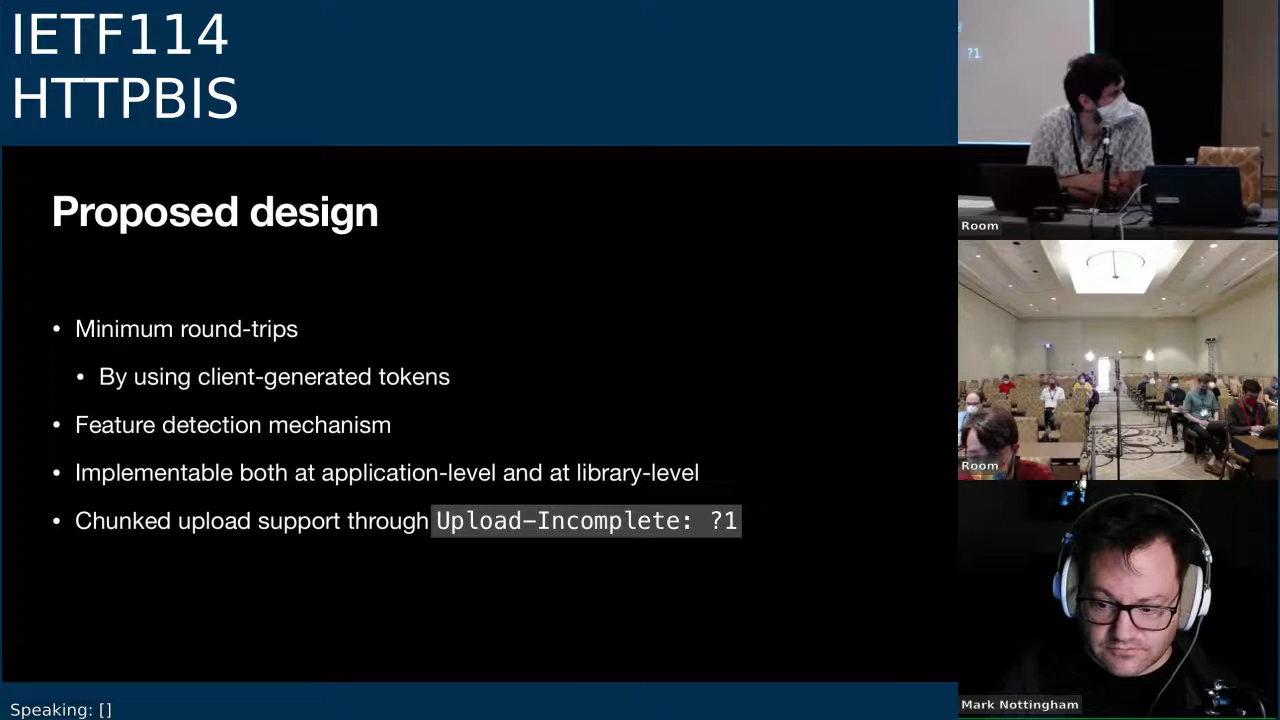 IETF114
HTTPBIS
Proposed design
• Minimum round-trips
• By using client-generated tokens
• Feature detection mechanism
• Implementable both at application-level and at library-level
• Chunked upload support through Upload-Incomplete: ?1
Speaking: []
?1
Room
Room
Mark Nottingham